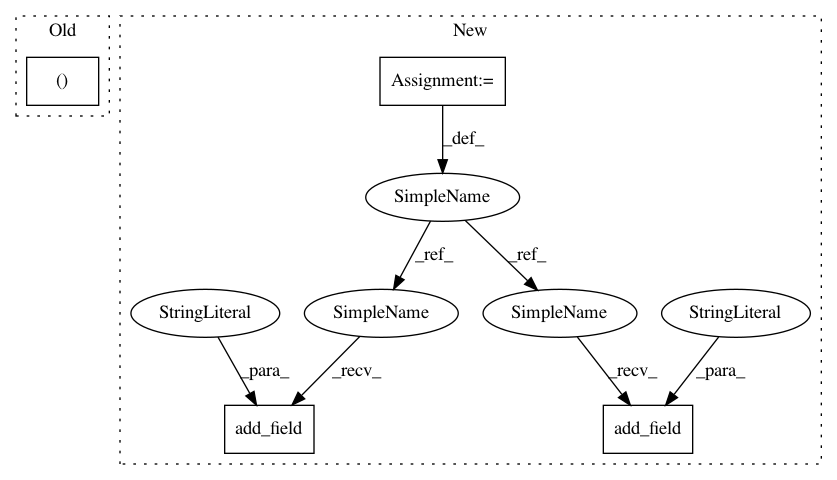 Old
New
()
Assignment:=
_def_
SimpleName
_ref_
_ref_
StringLiteral
SimpleName
SimpleName
StringLiteral
_para_
_recv_
_recv_
_para_
add_field
add_field